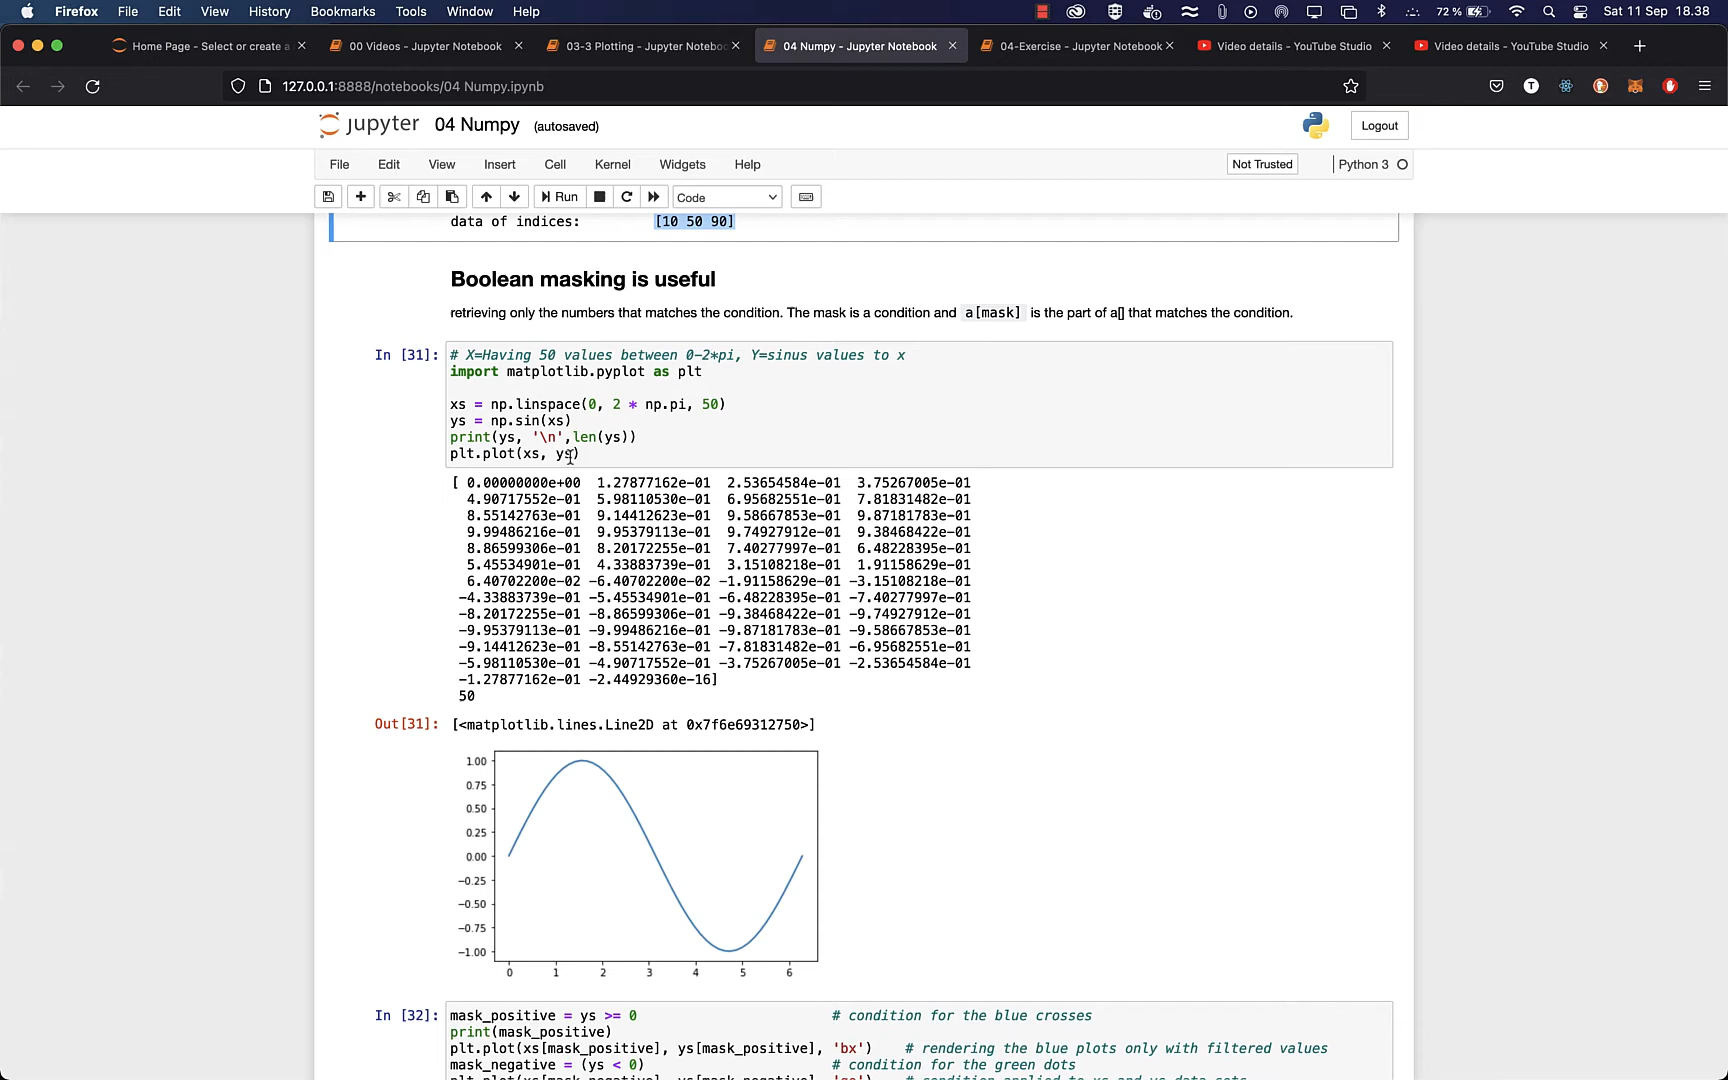 Firefox File Edit View History Bookmarks Tools Window Help 72 % Sat 11 Sep 18.38
Home Page - Select or create a 00 Videos - Jupyter Notebook 03-3 Plotting - Jupyter Notebo 04 Numpy - Jupyter Notebook 04-Exercise - Jupyter Notebook Video details - YouTube Studio Video details - YouTube Studio
127.0.0.1:8888/notebooks/04 Numpy.ipynb
jupyter 04 Numpy (autosaved) Logout
File Edit View Insert Cell Kernel Widgets Help Not Trusted Python 3
Run Code
data of indices: [10 50 90]
Boolean masking is useful
retrieving only the numbers that matches the condition. The mask is a condition and a[mask] is the part of a[] that matches the condition.
In [31]: # X=Having 50 values between 0-2*pi, Y=sinus values to x
import matplotlib.pyplot as plt
xs = np.linspace(0, 2 * np.pi, 50)
ys = np.sin(xs)
print(ys, '\n',len(ys))
plt.plot(xs, ys)
[ 0.00000000e+00 1.27877162e-01 2.53654584e-01 3.75267005e-01
4.90717552e-01 5.98110530e-01 6.95682551e-01 7.81831482e-01
8.55142763e-01 9.14412623e-01 9.58667853e-01 9.87181783e-01
9.99486216e-01 9.95379113e-01 9.74927912e-01 9.38468422e-01
8.86599306e-01 8.20172255e-01 7.40277997e-01 6.48228395e-01
5.45534901e-01 4.33883739e-01 3.15108218e-01 1.91158629e-01
6.40702200e-02 -6.40702200e-02 -1.91158629e-01 -3.15108218e-01
-4.33883739e-01 -5.45534901e-01 -6.48228395e-01 -7.40277997e-01
-8.20172255e-01 -8.86599306e-01 -9.38468422e-01 -9.74927912e-01
-9.95379113e-01 -9.99486216e-01 -9.87181783e-01 -9.58667853e-01
-9.14412623e-01 -8.55142763e-01 -7.81831482e-01 -6.95682551e-01
-5.98110530e-01 -4.90717552e-01 -3.75267005e-01 -2.53654584e-01
-1.27877162e-01 -2.44929360e-16]
50
Out[31]: [<matplotlib.lines.Line2D at 0x7f6e69312750>]
1.00
0.75
0.50
0.25
0.00
-0.25
-0.50
-0.75
-1.00
0 1 2 3 4 5 6
In [32]: mask_positive = ys >= 0 # condition for the blue crosses
print(mask_positive)
plt.plot(xs[mask_positive], ys[mask_positive], 'bx') # rendering the blue plots only with filtered values
mask_negative = (ys < 0) # condition for the green dots